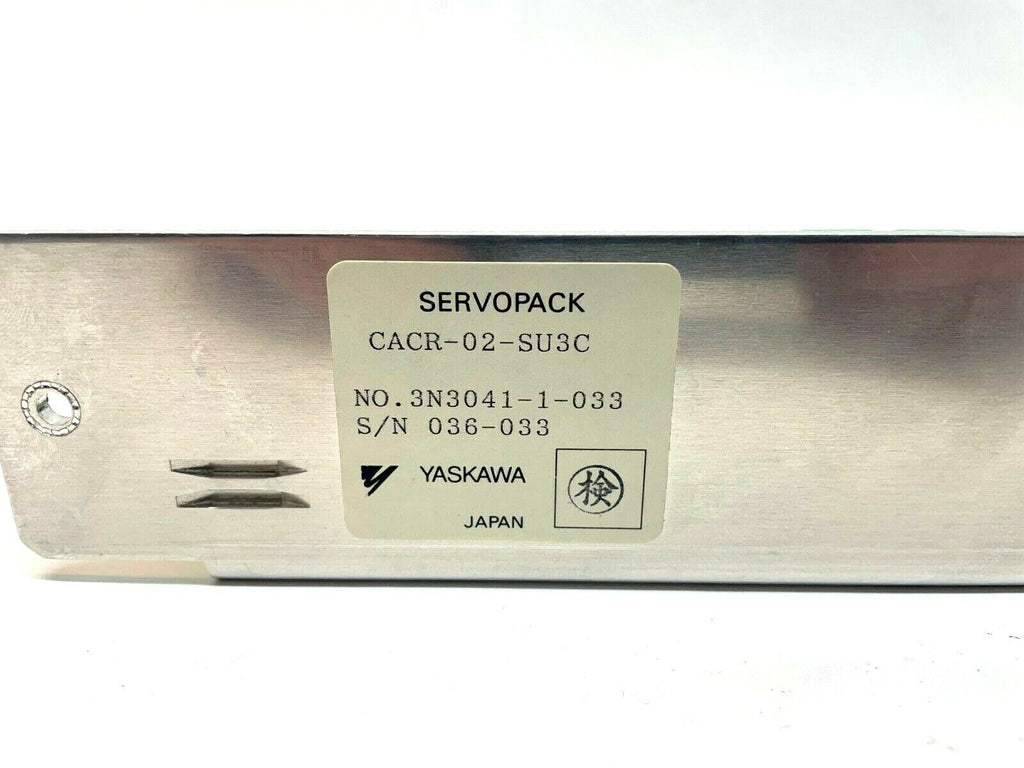 SERVOPACK
CACR-02-SU3C
NO.3N3041-1-033
S/N 036-033
YASKAWA
JAPAN
検